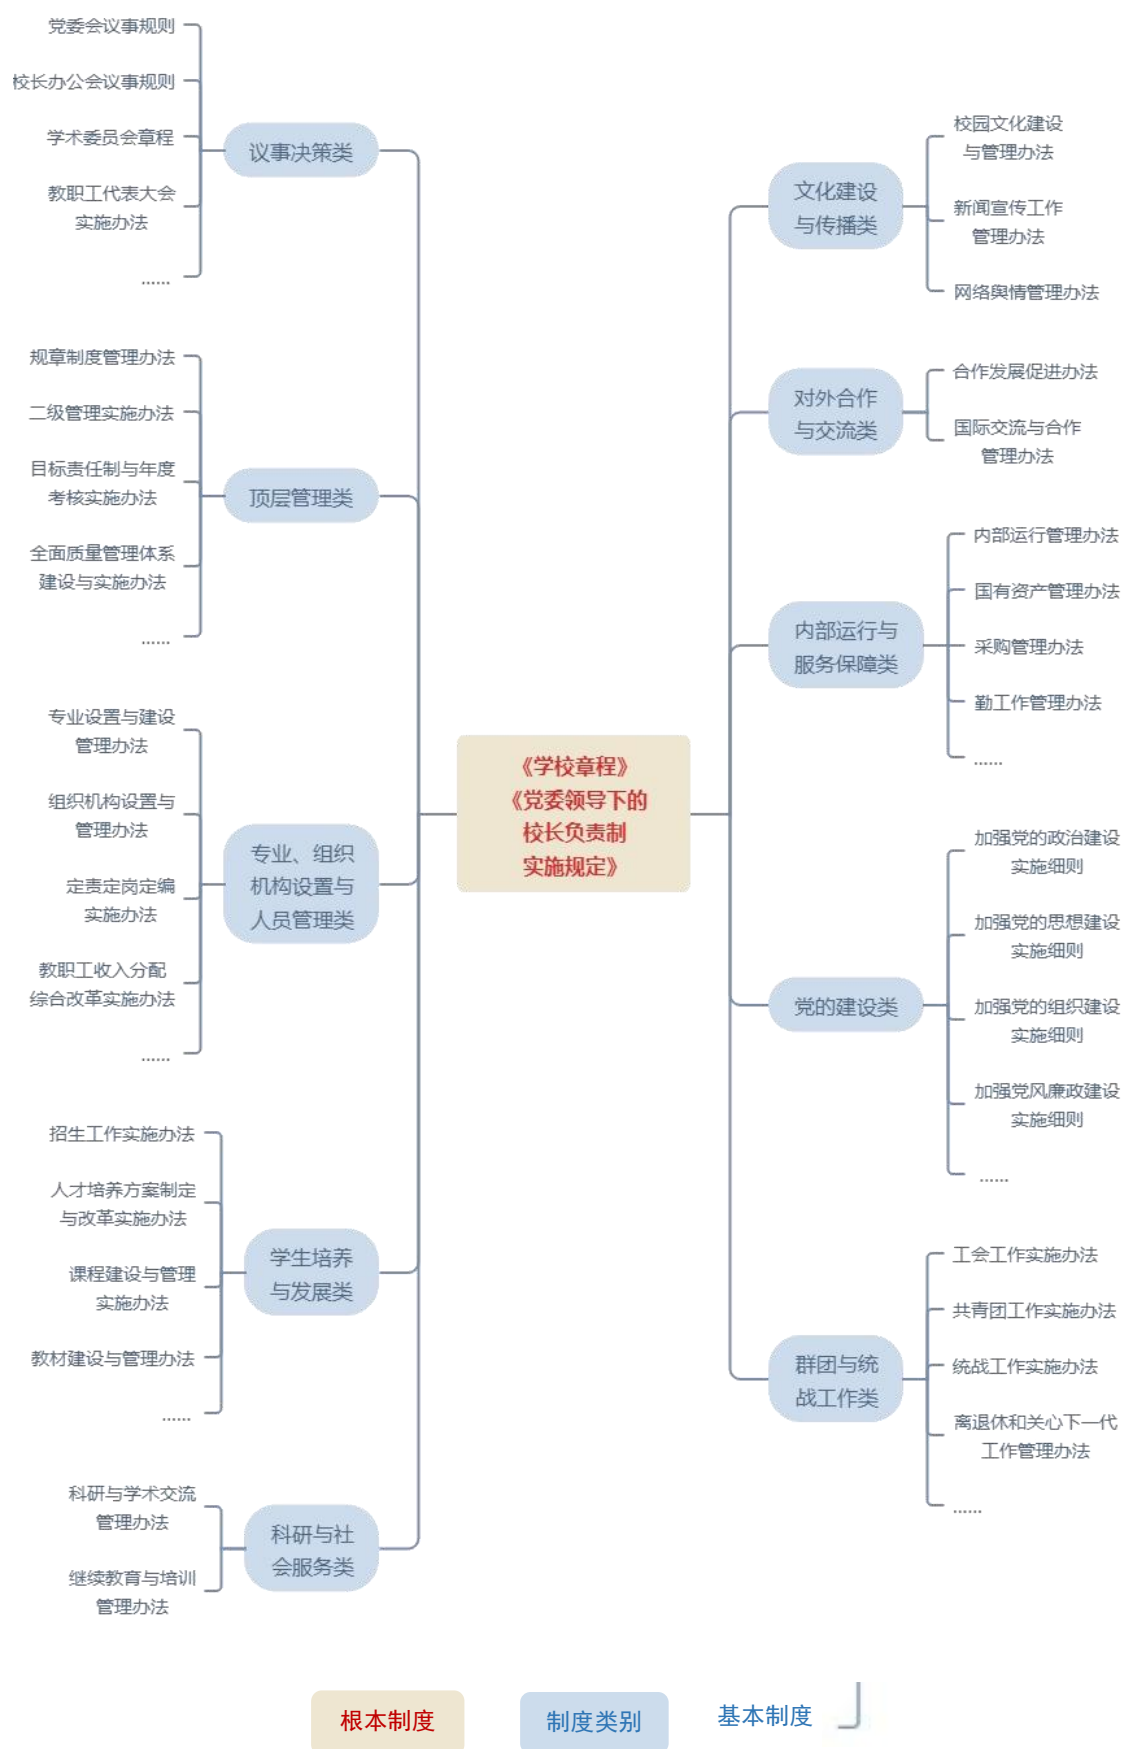 党委会议事规则
校长办公会议事规则
学术委员会章程
教职工代表大会
实施办法
......
议事决策类
规章制度管理办法
二级管理实施办法
目标责任制与年度
考核实施办法
全面质量管理体系
建设与实施办法
......
顶层管理类
专业设置与建设
管理办法
组织机构设置与
管理办法
定责定岗定编
实施办法
教职工收入分配
综合改革实施办法
......
专业、组织
机构设置与
人员管理类
招生工作实施办法
人才培养方案制定
与改革实施办法
课程建设与管理
实施办法
教材建设与管理办法
......
学生培养
与发展类
科研与学术交流
管理办法
继续教育与培训
管理办法
科研与社
会服务类
《学校章程》
《党委领导下的
校长负责制
实施规定》
文化建设
与传播类
校园文化建设
与管理办法
新闻宣传工作
管理办法
网络舆情管理办法
对外合作
与交流类
合作发展促进办法
国际交流与合作
管理办法
内部运行与
服务保障类
内部运行管理办法
国有资产管理办法
采购管理办法
勤工作管理办法
......
党的建设类
加强党的政治建设
实施细则
加强党的思想建设
实施细则
加强党的组织建设
实施细则
加强党风廉政建设
实施细则
......
群团与统
战工作类
工会工作实施办法
共青团工作实施办法
统战工作实施办法
离退休和关心下一代
工作管理办法
......
根本制度
制度类别
基本制度